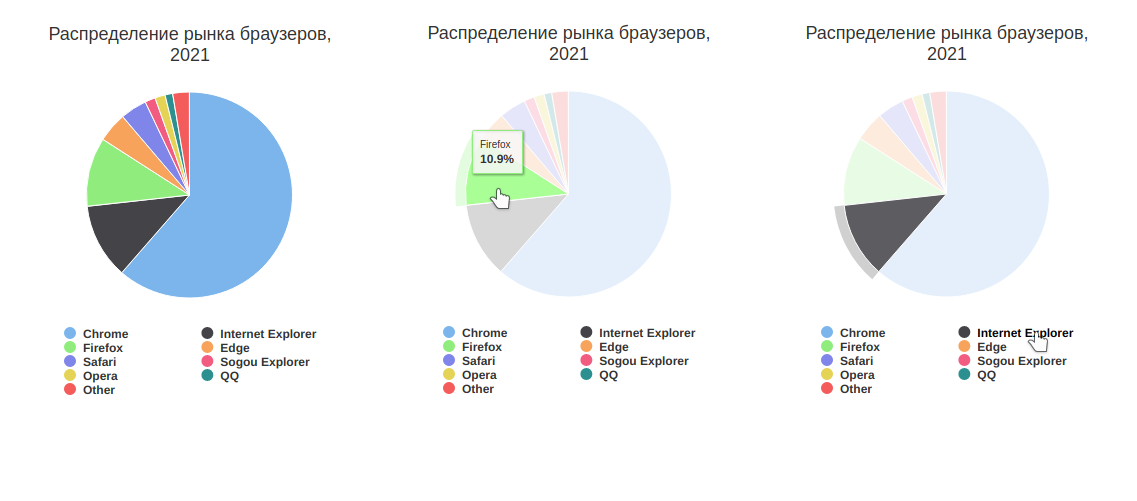 Распределение рынка браузеров,
2021
Chrome
Internet Explorer
Firefox
Edge
Safari
Sogou Explorer
Opera
QQ
Other
Распределение рынка браузеров,
2021
Firefox
10.9%
Chrome
Internet Explorer
Firefox
Edge
Safari
Sogou Explorer
Opera
QQ
Other
Распределение рынка браузеров,
2021
Chrome
Internet Explorer
Firefox
Edge
Safari
Sogou Explorer
Opera
QQ
Other